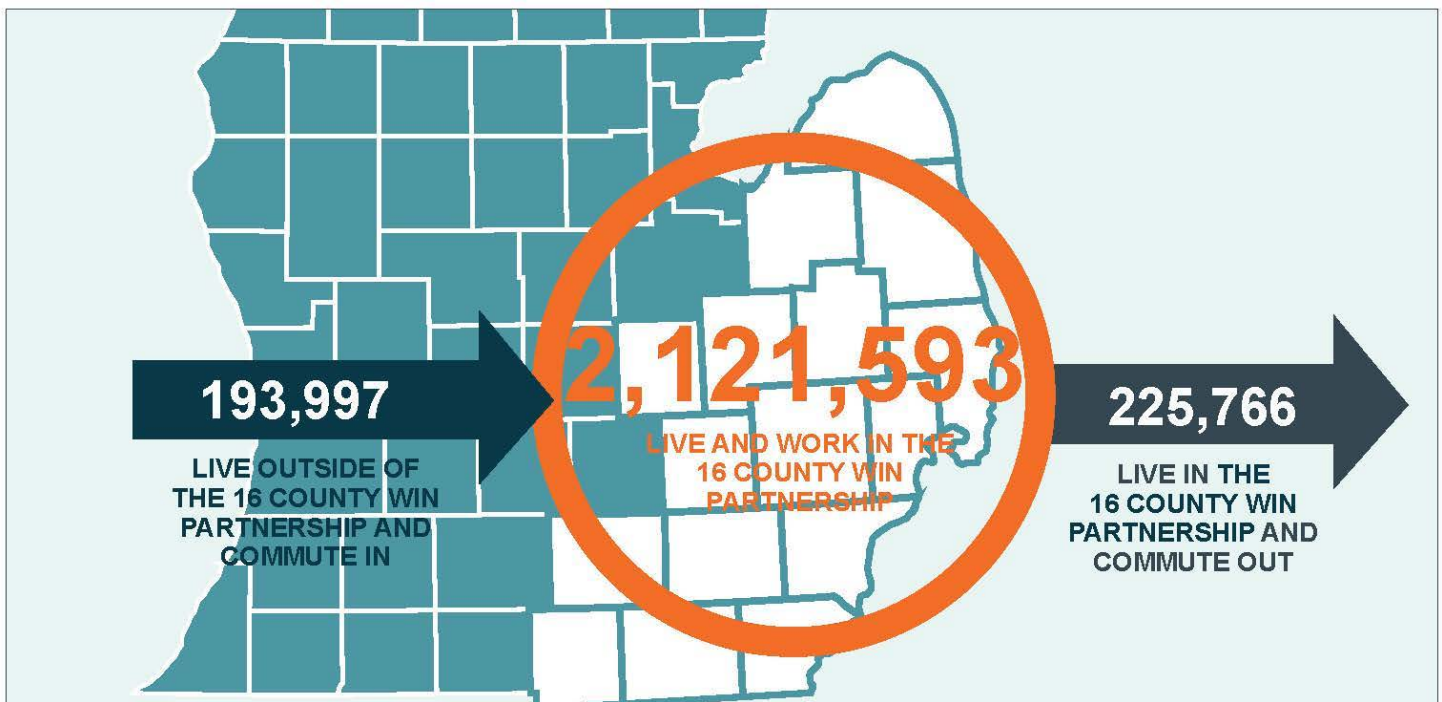 193,997
LIVE OUTSIDE OF
THE 16 COUNTY WIN
PARTNERSHIP AND
COMMUTE IN
2,121,593
LIVE AND WORK IN THE
16 COUNTY WIN
PARTNERSHIP
225,766
LIVE IN THE
16 COUNTY WIN
PARTNERSHIP AND
COMMUTE OUT